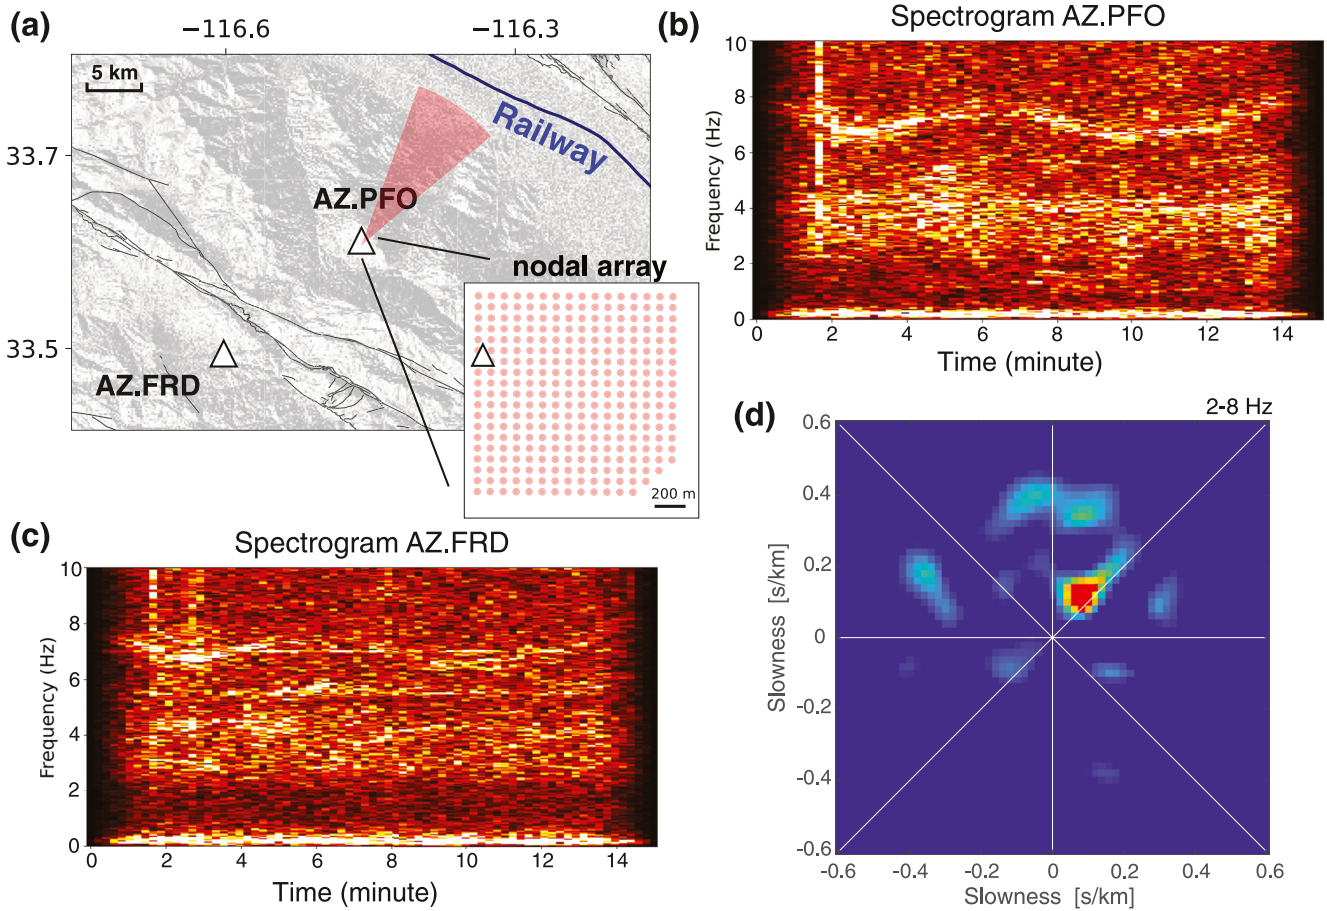 (a)
−116.6
−116.3
5 km
Railway
33.7
AZ.PFO
nodal array
33.5
AZ.FRD
200 m
(b)
Spectrogram AZ.PFO
10
8
6
4
2
0
Frequency (Hz)
0
2
4
6
8
10
12
14
Time (minute)
(c)
Spectrogram AZ.FRD
10
8
6
4
2
0
Frequency (Hz)
0
2
4
6
8
10
12
14
Time (minute)
(d)
2-8 Hz
0.6
0.4
0.2
0
-0.2
-0.4
-0.6
Slowness [s/km]
-0.6
-0.4
-0.2
0
0.2
0.4
0.6
Slowness [s/km]